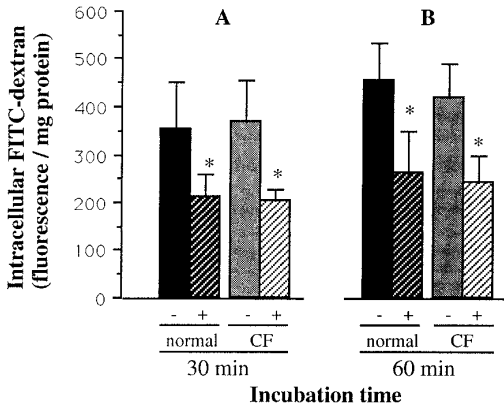 A
B
Intracellular FITC-dextran
(fluorescence / mg protein)
600
500
400
300
200
100
0
*
*
*
*
- + - +
- + - +
normal CF
normal CF
30 min
60 min
Incubation time